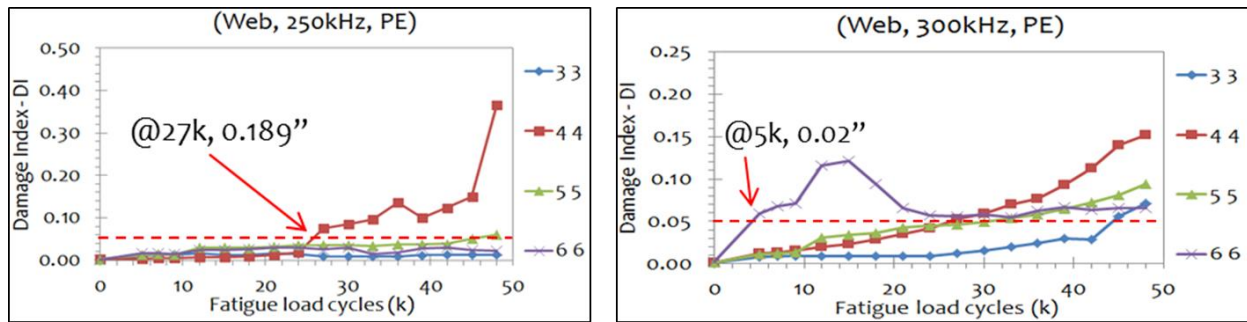 (Web, 250kHz, PE)
Damage Index - DI
0.50
0.40
0.30
0.20
0.10
0.00
@27k, 0.189”
0 10 20 30 40 50
Fatigue load cycles (k)
3 3
4 4
5 5
6 6
(Web, 300kHz, PE)
Damage Index - DI
0.25
0.20
0.15
0.10
0.05
0.00
@5k, 0.02”
0 10 20 30 40 50
Fatigue load cycles (k)
3 3
4 4
5 5
6 6